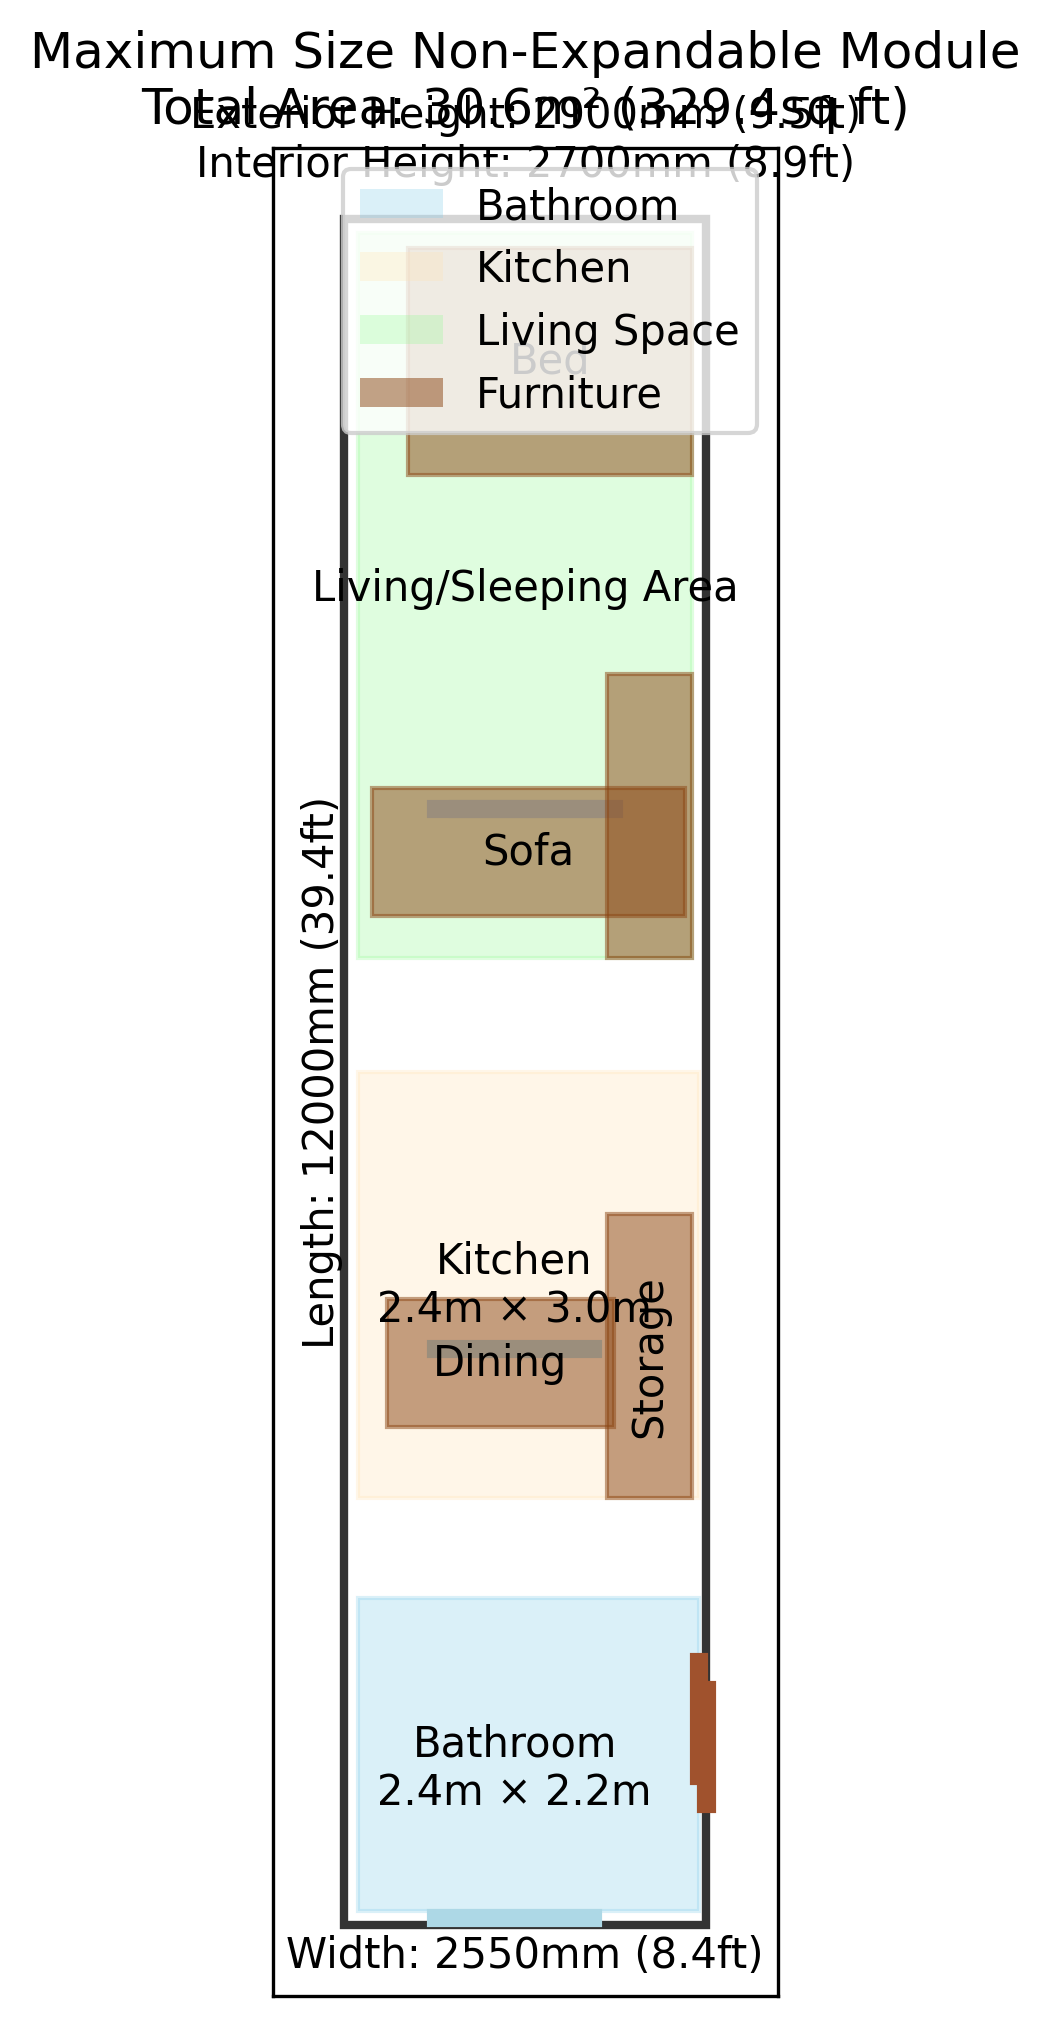 Maximum Size Non-Expandable Module
Total Area: 30.6m² (329.4sq ft)
Exterior Height: 2900mm (9.5ft)
Interior Height: 2700mm (8.9ft)
Bathroom
Kitchen
Living Space
Furniture
Bed
Living/Sleeping Area
Sofa
Length: 12000mm (39.4ft)
Kitchen
2.4m × 3.0m
Dining
Storage
Bathroom
2.4m × 2.2m
Width: 2550mm (8.4ft)